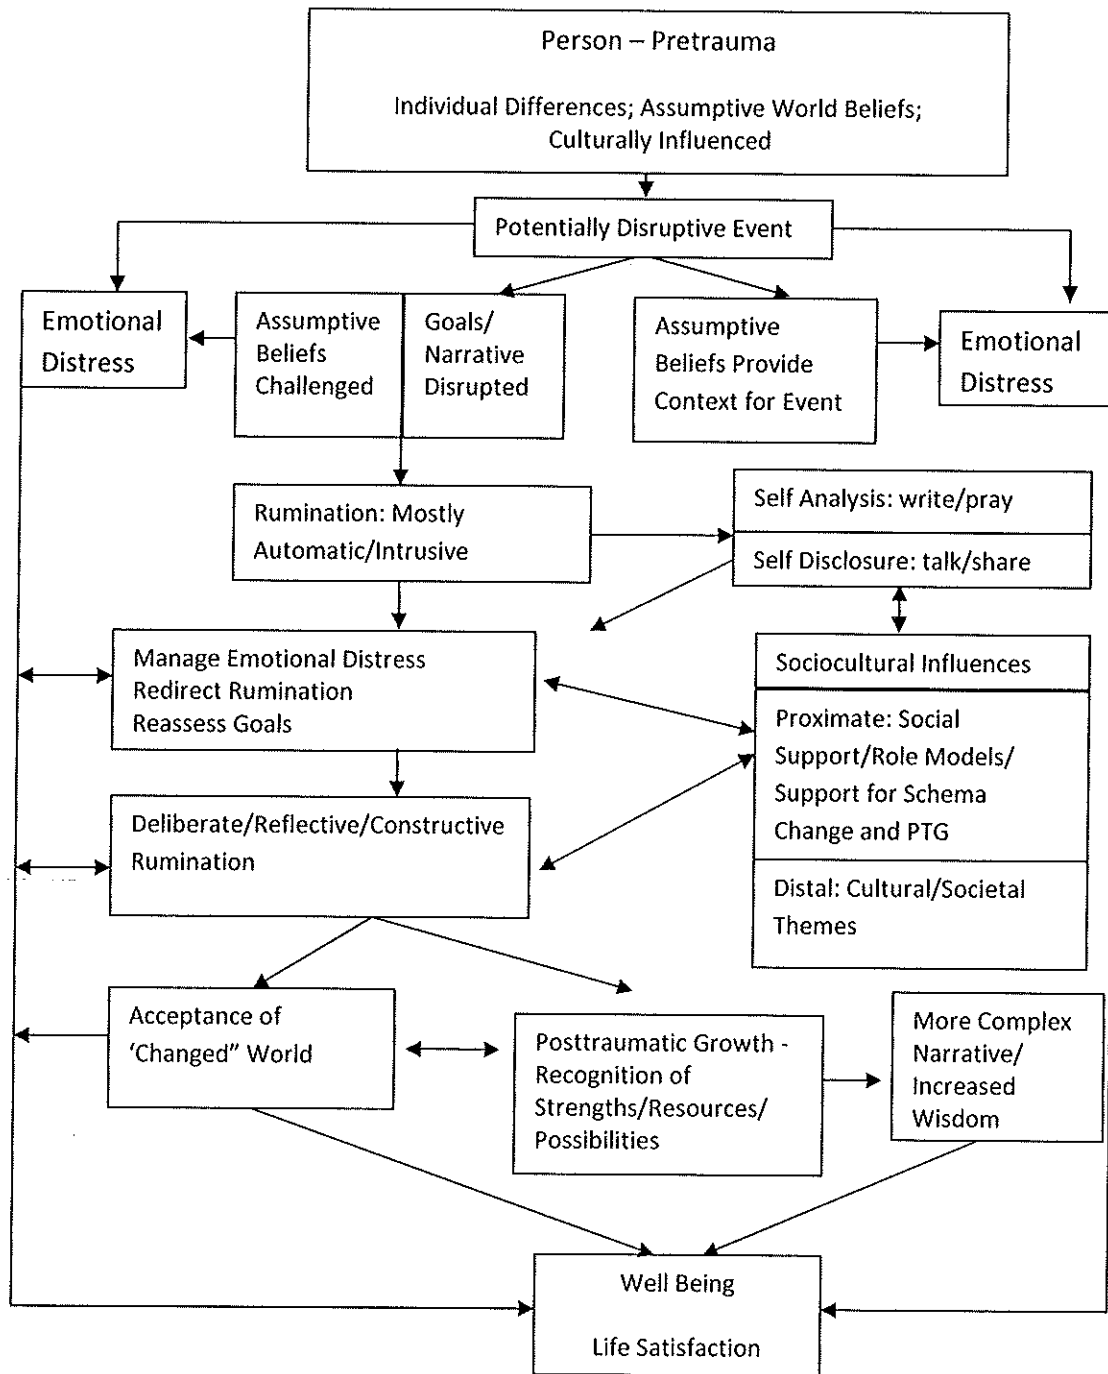 Person – Pretrauma
Individual Differences; Assumptive World Beliefs;
Culturally Influenced
Potentially Disruptive Event
Emotional
Distress
Assumptive
Beliefs
Challenged
Goals/
Narrative
Disrupted
Assumptive
Beliefs Provide
Context for Event
Emotional
Distress
Rumination: Mostly
Automatic/Intrusive
Self Analysis: write/pray
Self Disclosure: talk/share
Manage Emotional Distress
Redirect Rumination
Reassess Goals
Sociocultural Influences
Proximate: Social
Support/Role Models/
Support for Schema
Change and PTG
Distal: Cultural/Societal
Themes
Deliberate/Reflective/Constructive
Rumination
Acceptance of
‘Changed” World
Posttraumatic Growth -
Recognition of
Strengths/Resources/
Possibilities
More Complex
Narrative/
Increased
Wisdom
Well Being
Life Satisfaction